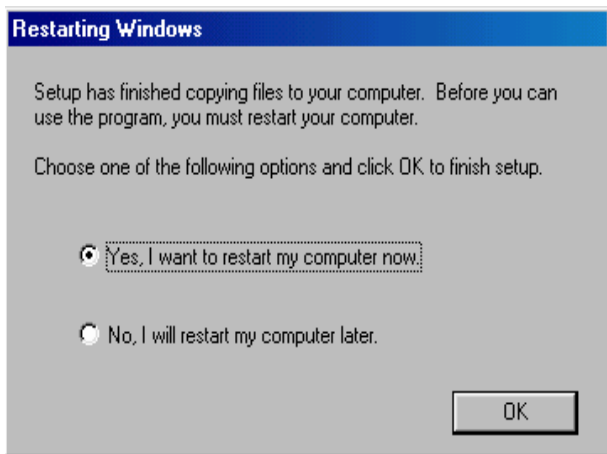 Restarting Windows
Setup has finished copying files to your computer.  Before you can
use the program, you must restart your computer.
Choose one of the following options and click OK to finish setup.
Yes, I want to restart my computer now.
No, I will restart my computer later.
OK